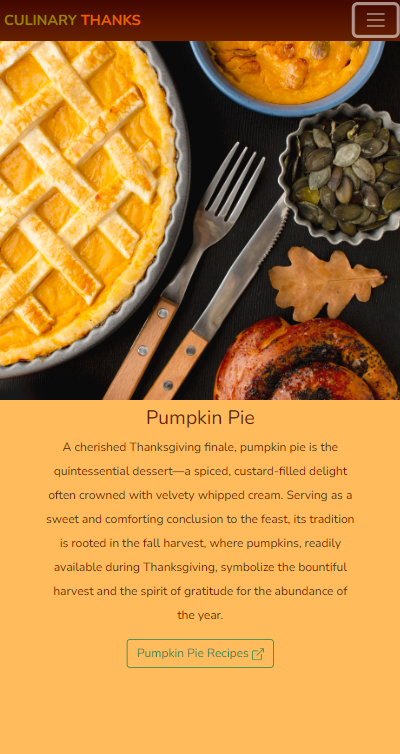 CULINARY THANKS
Pumpkin Pie
A cherished Thanksgiving finale, pumpkin pie is the
quintessential dessert—a spiced, custard-filled delight
often crowned with velvety whipped cream. Serving as a
sweet and comforting conclusion to the feast, its tradition
is rooted in the fall harvest, where pumpkins, readily
available during Thanksgiving, symbolize the bountiful
harvest and the spirit of gratitude for the abundance of
the year.
Pumpkin Pie Recipes